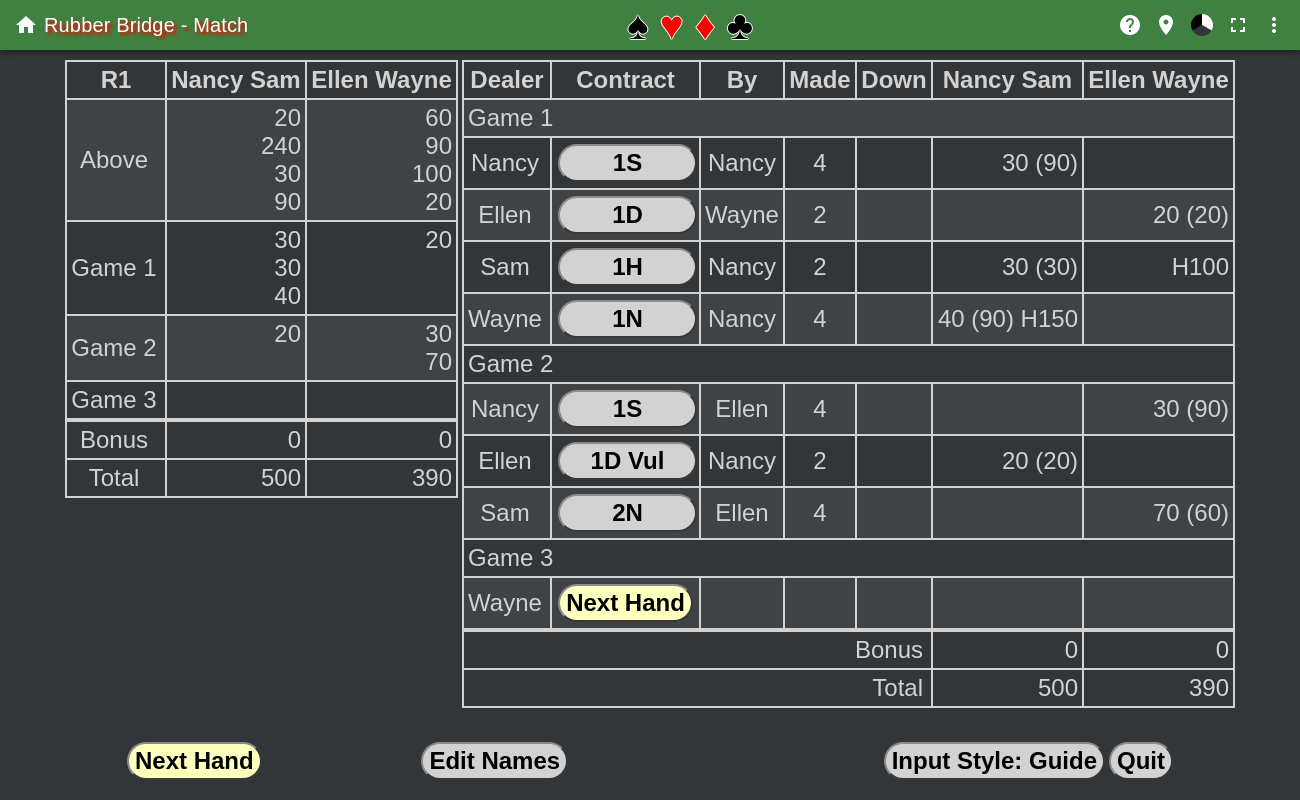 Rubber Bridge - Match
R1 Nancy Sam Ellen Wayne
Above 20 60
240 90
30 100
90 20
Game 1 30 20
30
40
Game 2 20 30
70
Game 3
Bonus 0 0
Total 500 390
Dealer Contract By Made Down Nancy Sam Ellen Wayne
Game 1
Nancy 1S Nancy 4 30 (90)
Ellen 1D Wayne 2 20 (20)
Sam 1H Nancy 2 30 (30) H100
Wayne 1N Nancy 4 40 (90) H150
Game 2
Nancy 1S Ellen 4 30 (90)
Ellen 1D Vul Nancy 2 20 (20)
Sam 2N Ellen 4 70 (60)
Game 3
Wayne Next Hand
Bonus 0 0
Total 500 390
Next Hand Edit Names Input Style: Guide Quit